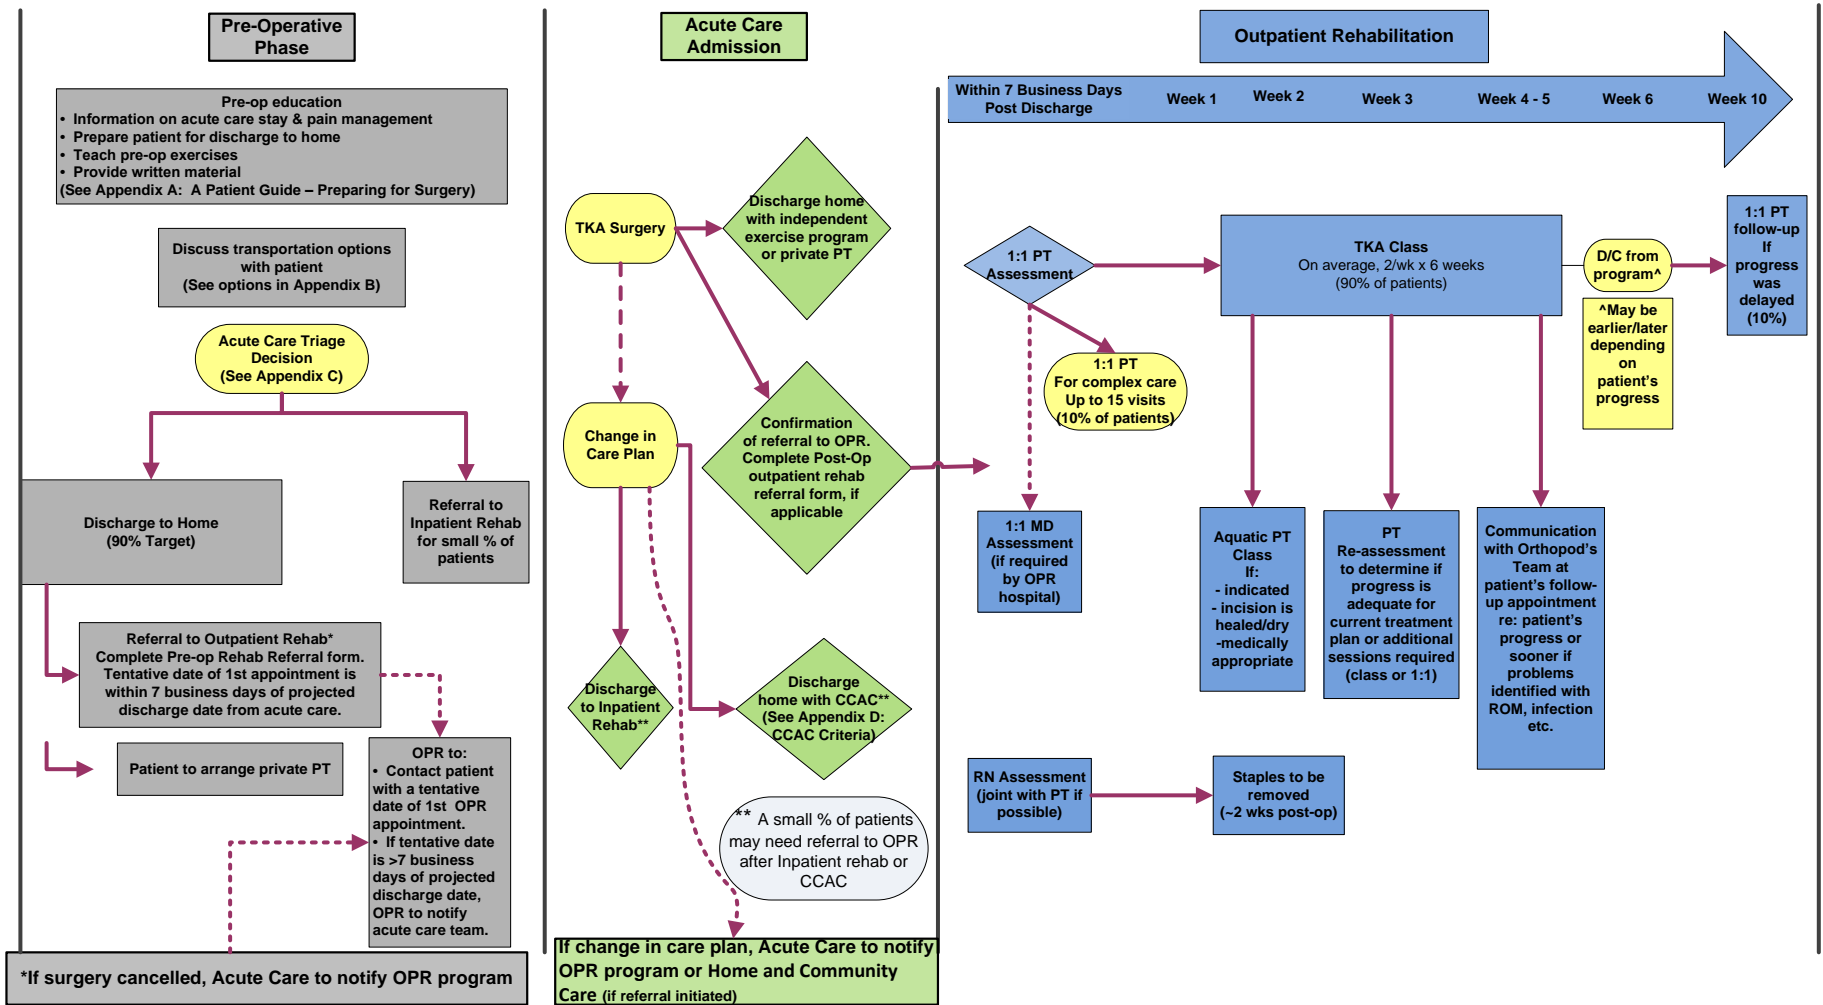 Pre-Operative
Phase
Pre-op education
• Information on acute care stay & pain management
• Prepare patient for discharge to home
• Teach pre-op exercises
• Provide written material
(See Appendix A: A Patient Guide – Preparing for Surgery)
Discuss transportation options
with patient
(See options in Appendix B)
Acute Care Triage
Decision
(See Appendix C)
Discharge to Home
(90% Target)
Referral to
Inpatient Rehab
for small % of
patients
Referral to Outpatient Rehab*
Complete Pre-op Rehab Referral form.
Tentative date of 1st appointment is
within 7 business days of projected
discharge date from acute care.
Patient to arrange private PT
OPR to:
• Contact patient
with a tentative
date of 1st OPR
appointment.
• If tentative date
is >7 business
days of projected
discharge date,
OPR to notify
acute care team.
*If surgery cancelled, Acute Care to notify OPR program
Acute Care
Admission
TKA Surgery
Discharge home
with independent
exercise program
or private PT
Change in
Care Plan
Confirmation
of referral to OPR.
Complete Post-Op
outpatient rehab
referral form, if
applicable
Discharge
to Inpatient
Rehab**
Discharge
home with CCAC**
(See Appendix D:
CCAC Criteria)
** A small % of patients
may need referral to OPR
after Inpatient rehab or
CCAC
If change in care plan, Acute Care to notify
OPR program or Home and Community
Care (if referral initiated)
Outpatient Rehabilitation
Within 7 Business Days
Post Discharge
Week 1
Week 2
Week 3
Week 4 - 5
Week 6
Week 10
1:1 PT
Assessment
TKA Class
On average, 2/wk x 6 weeks
(90% of patients)
D/C from
program^
^May be
earlier/later
depending
on
patient's
progress
1:1 PT
follow-up
If
progress
was
delayed
(10%)
1:1 PT
For complex care
Up to 15 visits
(10% of patients)
1:1 MD
Assessment
(if required
by OPR
hospital)
Aquatic PT
Class
If:
- indicated
- incision is
healed/dry
-medically
appropriate
PT
Re-assessment
to determine if
progress is
adequate for
current treatment
plan or additional
sessions required
(class or 1:1)
Communication
with Orthopod's
Team at
patient's follow-
up appointment
re: patient's
progress or
sooner if
problems
identified with
ROM, infection
etc.
RN Assessment
(joint with PT if
possible)
Staples to be
removed
(~2 wks post-op)